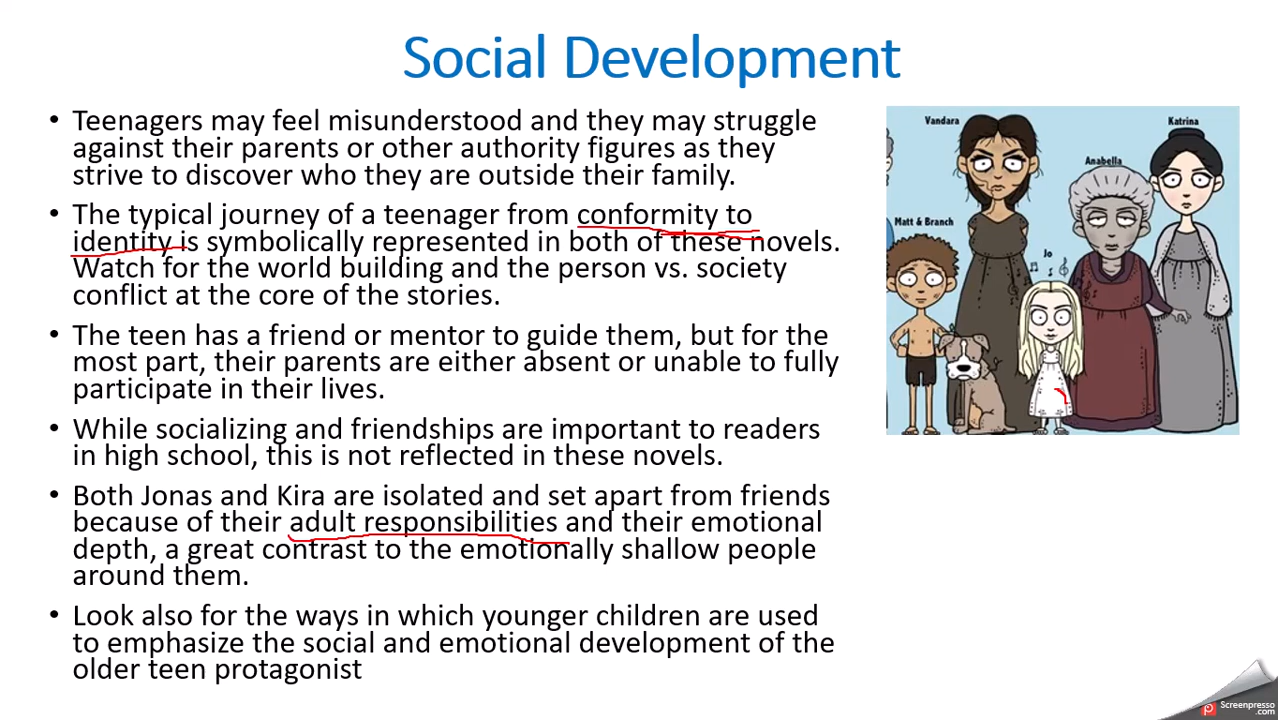 Social Development
• Teenagers may feel misunderstood and they may struggle
against their parents or other authority figures as they
strive to discover who they are outside their family.
• The typical journey of a teenager from conformity to
identity is symbolically represented in both of these novels.
Watch for the world building and the person vs. society
conflict at the core of the stories.
• The teen has a friend or mentor to guide them, but for the
most part, their parents are either absent or unable to fully
participate in their lives.
• While socializing and friendships are important to readers
in high school, this is not reflected in these novels.
• Both Jonas and Kira are isolated and set apart from friends
because of their adult responsibilities and their emotional
depth, a great contrast to the emotionally shallow people
around them.
• Look also for the ways in which younger children are used
to emphasize the social and emotional development of the
older teen protagonist
Vandara
Katrina
Anabella
Matt & Branch
Jo
Screenpresso
.com